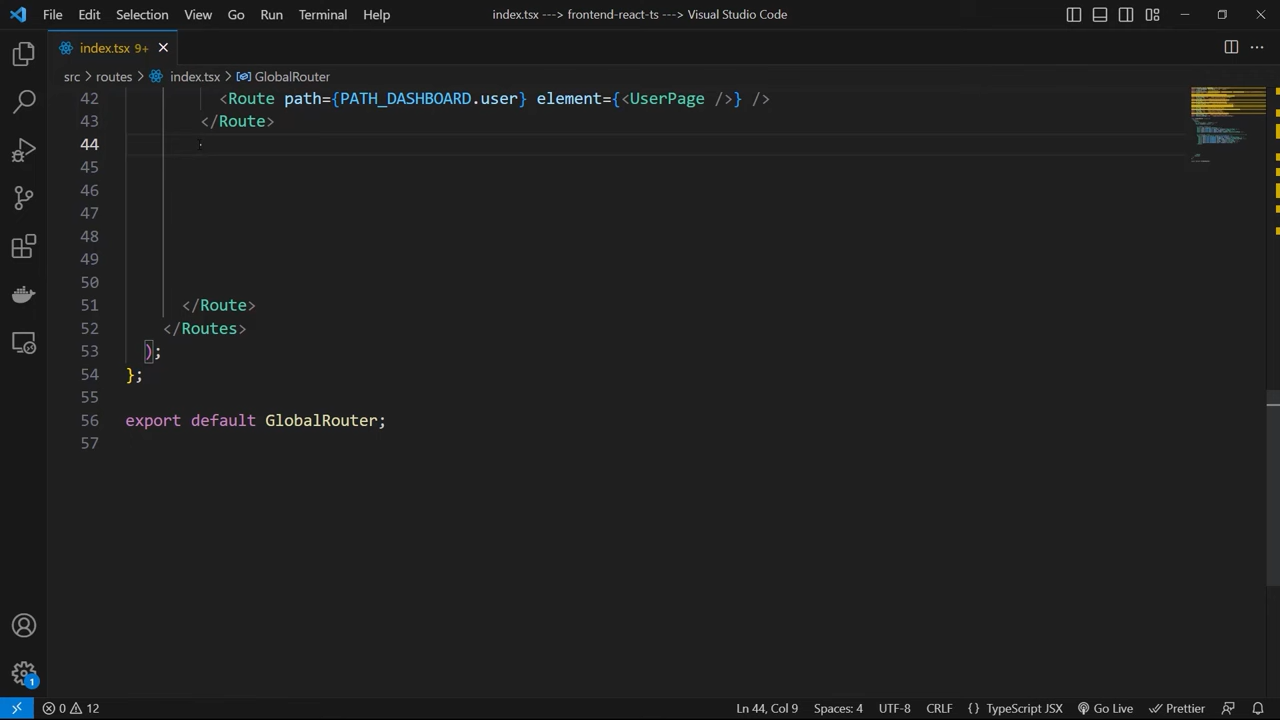 File Edit Selection View Go Run Terminal Help index.tsx ---> frontend-react-ts ---> Visual Studio Code
index.tsx 9+
src > routes > index.tsx > GlobalRouter
42 <Route path={PATH_DASHBOARD.user} element={<UserPage />} />
43 </Route>
44
45
46
47
48
49
50
51 </Route>
52 </Routes>
53 );
54 };
55
56 export default GlobalRouter;
57
1
0 12 Ln 44, Col 9 Spaces: 4 UTF-8 CRLF {} TypeScript JSX Go Live Prettier